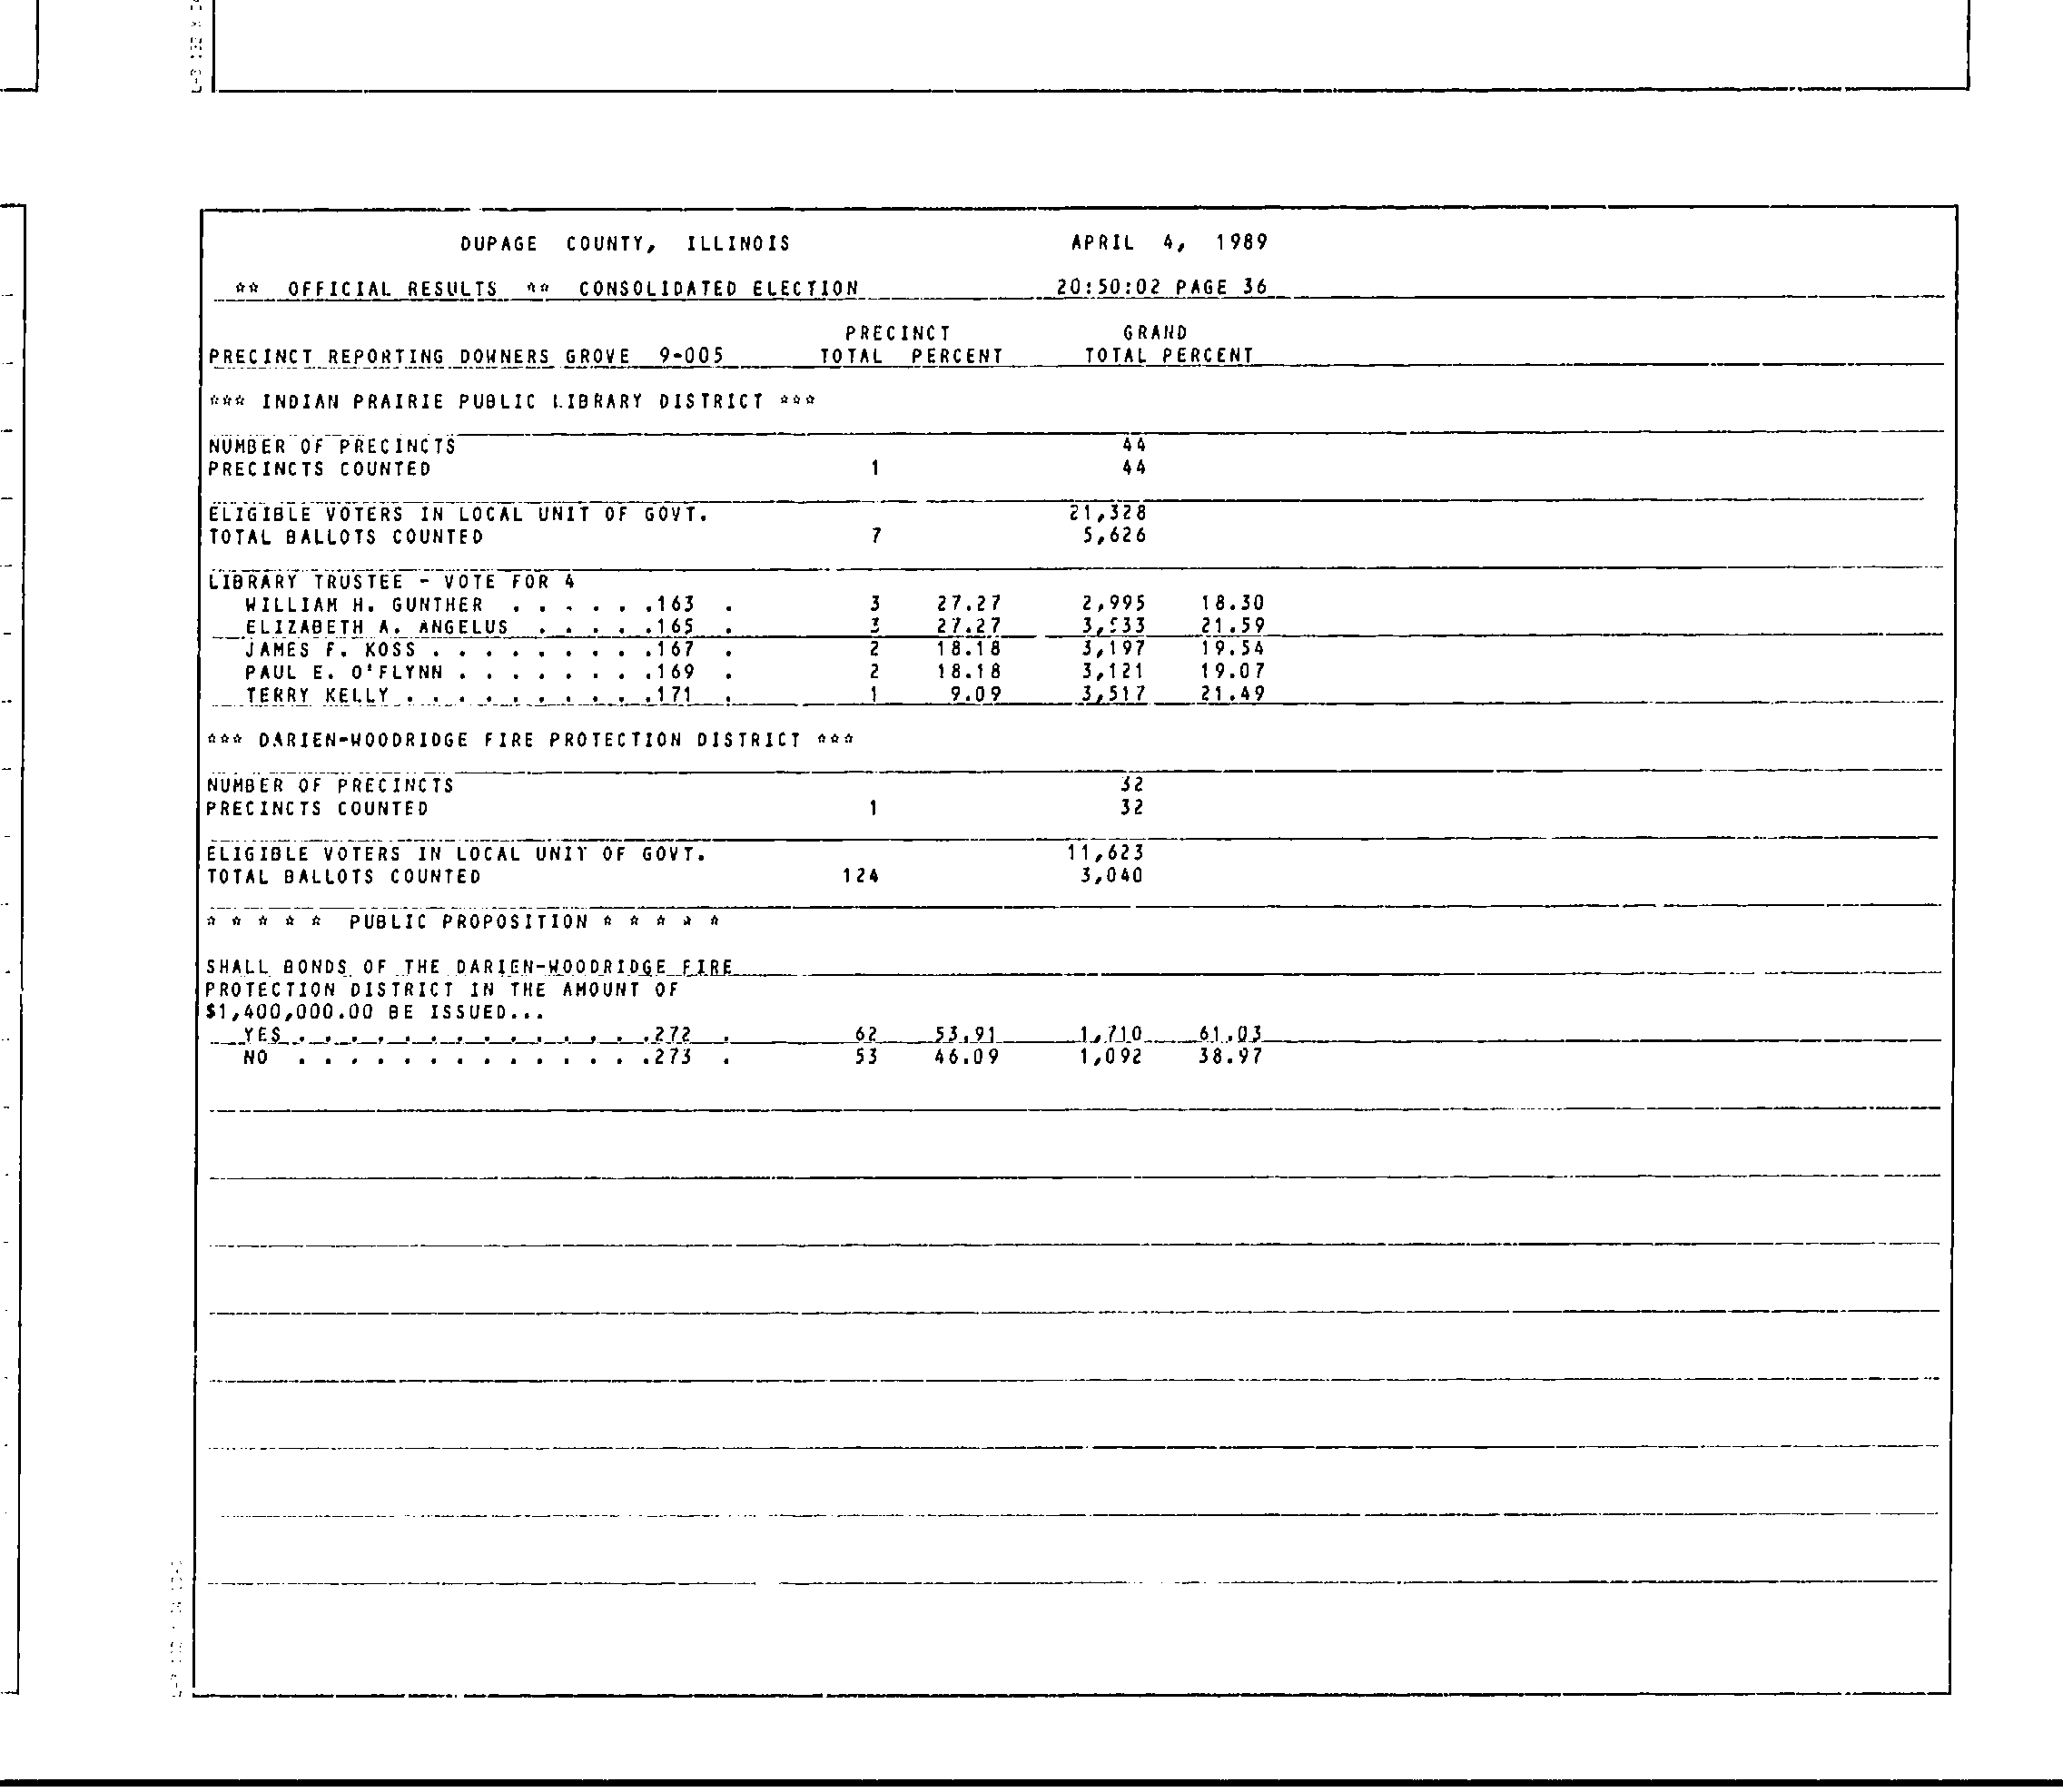 DUPAGE COUNTY, ILLINOIS APRIL 4, 1989
** OFFICIAL RESULTS ** CONSOLIDATED ELECTION 20:50:02 PAGE 36
PRECINCT GRAND
PRECINCT REPORTING DOWNERS GROVE 9-005 TOTAL PERCENT TOTAL PERCENT
*** INDIAN PRAIRIE PUBLIC LIBRARY DISTRICT ***
NUMBER OF PRECINCTS 44
PRECINCTS COUNTED 1 44
ELIGIBLE VOTERS IN LOCAL UNIT OF GOVT. 21,328
TOTAL BALLOTS COUNTED 7 5,626
LIBRARY TRUSTEE - VOTE FOR 4
WILLIAM H. GUNTHER . . . . . .163 . 3 27.27 2,995 18.30
ELIZABETH A. ANGELUS . . . . .165 . 3 27.27 3,533 21.59
JAMES F. KOSS . . . . . . . . .167 . 2 18.18 3,197 19.54
PAUL E. O'FLYNN . . . . . . . .169 . 2 18.18 3,121 19.07
TERRY KELLY . . . . . . . . . .171 . 1 9.09 3,517 21.49
*** DARIEN-WOODRIDGE FIRE PROTECTION DISTRICT ***
NUMBER OF PRECINCTS 32
PRECINCTS COUNTED 1 32
ELIGIBLE VOTERS IN LOCAL UNIT OF GOVT. 11,623
TOTAL BALLOTS COUNTED 124 3,040
* * * * * PUBLIC PROPOSITION * * * * *
SHALL BONDS OF THE DARIEN-WOODRIDGE FIRE
PROTECTION DISTRICT IN THE AMOUNT OF
$1,400,000.00 BE ISSUED...
YES . . . . . . . . . . . . . .272 . 62 53.91 1,710 61.03
NO . . . . . . . . . . . . . .273 . 53 46.09 1,092 38.97